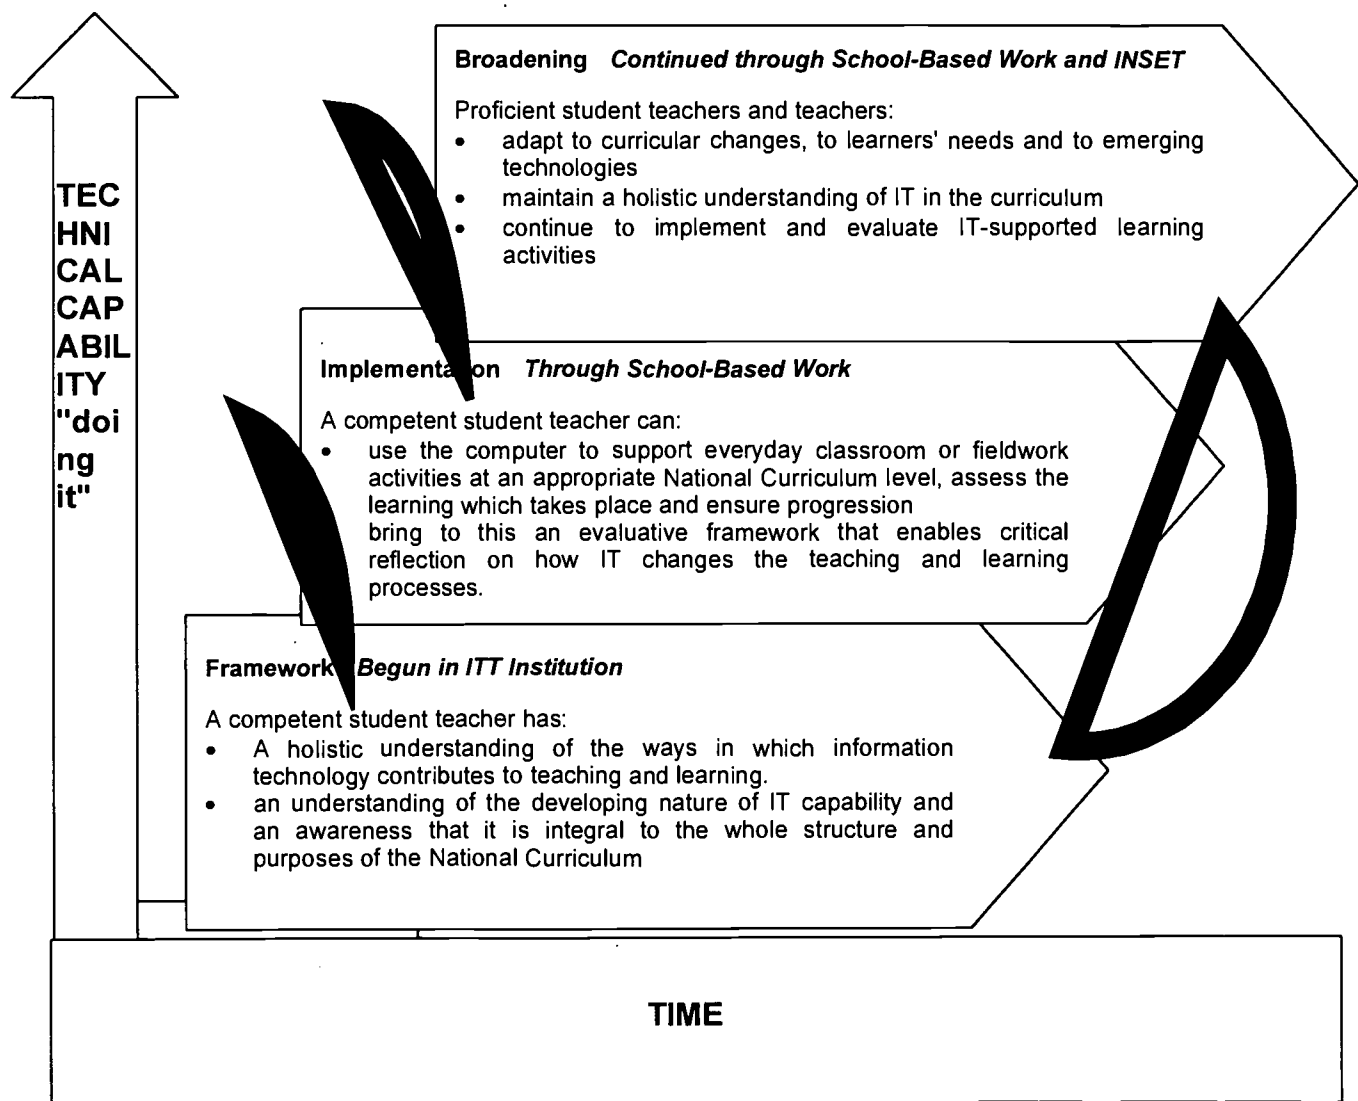 TEC
HNI
CAL
CAP
ABIL
ITY
"doi
ng
it"
Broadening Continued through School-Based Work and INSET
Proficient student teachers and teachers:
• adapt to curricular changes, to learners' needs and to emerging
technologies
• maintain a holistic understanding of IT in the curriculum
• continue to implement and evaluate IT-supported learning
activities
Implementation Through School-Based Work
A competent student teacher can:
• use the computer to support everyday classroom or fieldwork
activities at an appropriate National Curriculum level, assess the
learning which takes place and ensure progression
bring to this an evaluative framework that enables critical
reflection on how IT changes the teaching and learning
processes.
Framework Begun in ITT Institution
A competent student teacher has:
• A holistic understanding of the ways in which information
technology contributes to teaching and learning.
• an understanding of the developing nature of IT capability and
an awareness that it is integral to the whole structure and
purposes of the National Curriculum
TIME